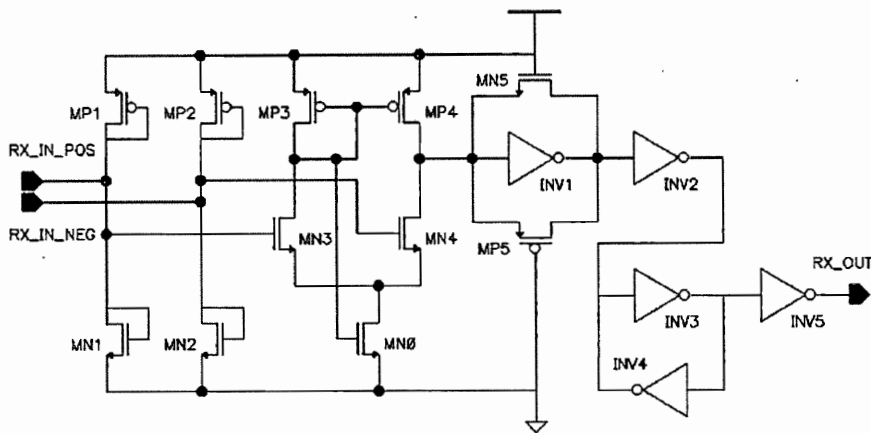 MN5
MP1
MP2
MP3
MP4
RX_IN_POS
INV1
INV2
RX_IN_NEG
MN3
MN4
MP5
RX_OUT
MN1
MN2
MNØ
INV3
INV5
INV4